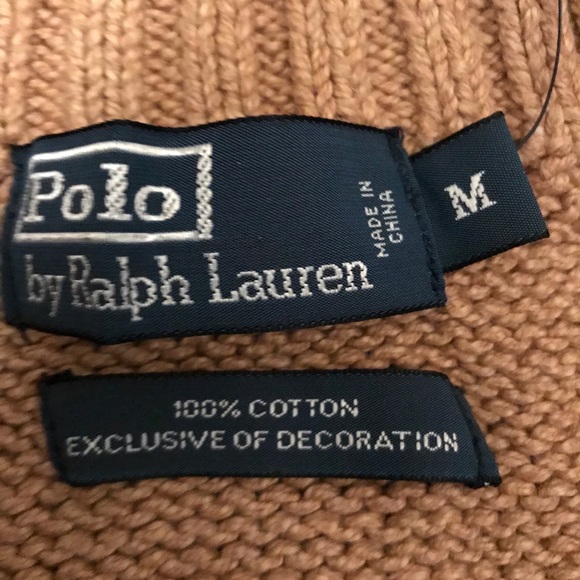 Polo
by Ralph Lauren
MADE IN
CHINA
M
100% COTTON
EXCLUSIVE OF DECORATION